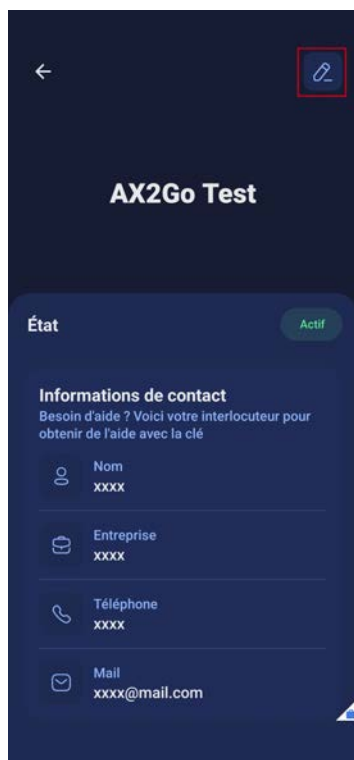 AX2Go Test
État
Actif
Informations de contact
Besoin d'aide ? Voici votre interlocuteur pour
obtenir de l'aide avec la clé
Nom
xxxx
Entreprise
xxxx
Téléphone
xxxx
Mail
xxxx@mail.com